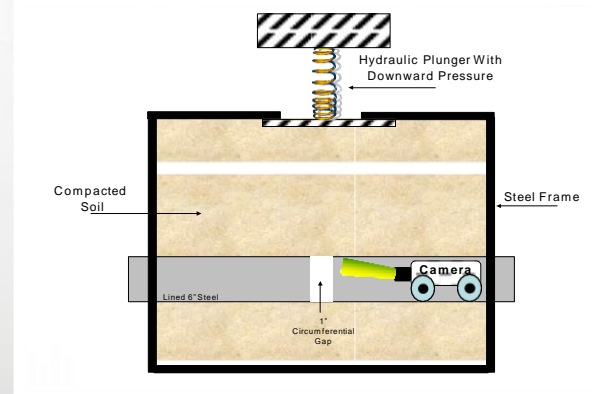 Hydraulic Plunger With
Downward Pressure
Compacted
Soil
Steel Frame
Camera
Lined 6" Steel
1"
Circumferential
Gap